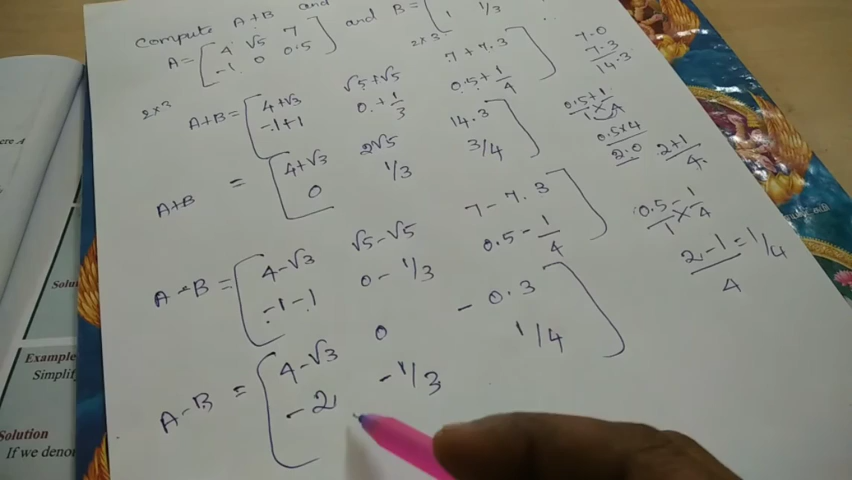 Compute A+B and
A = [ 4 √5 7 and B = [
-1 0 0.5 ] 1 1/3
2×3 2×3
A+B = [ 4+√3 √5+√5 7+7.3
-1+1 0+1/3 0.5+1/4 ]
7.0
7.3
14.3
A+B = [ 4+√3 2√5 14.3
0 1/3 3/4 ]
0.5+1
1×4
0.5×4
2.0
2+1
4
A-B = [ 4-√3 √5-√5 7-7.3
-1-1 0-1/3 0.5-1/4 ]
0.5-1
1×4
2-1 = 1/4
4
A-B = [ 4-√3 0 -0.3
-2 -1/3 1/4 ]
ere A
Solu
Example
Simplif
Solution
If we deno